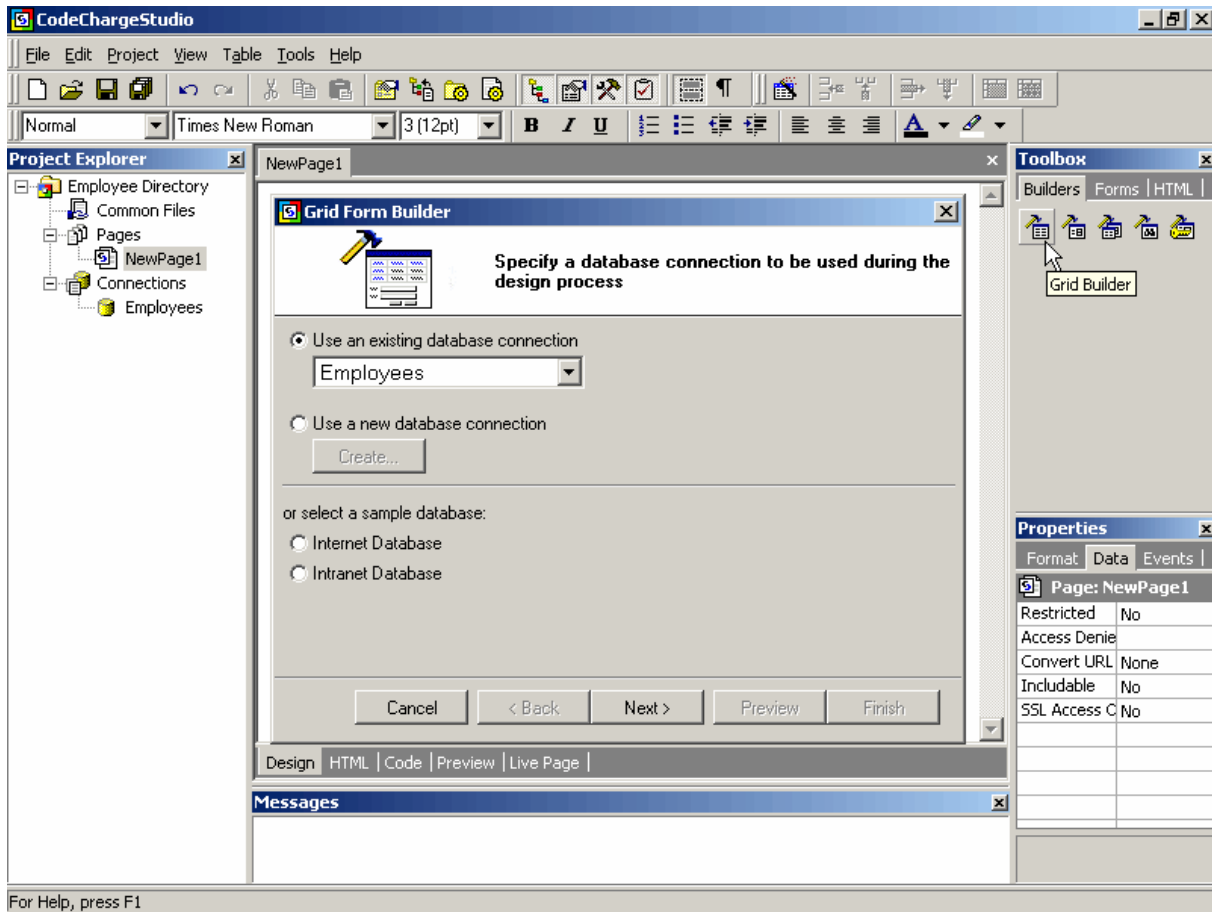 CodeChargeStudio
File Edit Project View Table Tools Help
Normal Times New Roman 3 (12pt) B I U A
Project Explorer
Employee Directory
Common Files
Pages
NewPage1
Connections
Employees
NewPage1
Grid Form Builder
Specify a database connection to be used during the
design process
Use an existing database connection
Employees
Use a new database connection
Create...
or select a sample database:
Internet Database
Intranet Database
Cancel < Back Next > Preview Finish
Design HTML Code Preview Live Page
Messages
Toolbox
Builders Forms HTML
Grid Builder
Properties
Format Data Events
Page: NewPage1
Restricted No
Access Denie
Convert URL None
Includable No
SSL Access C No
For Help, press F1